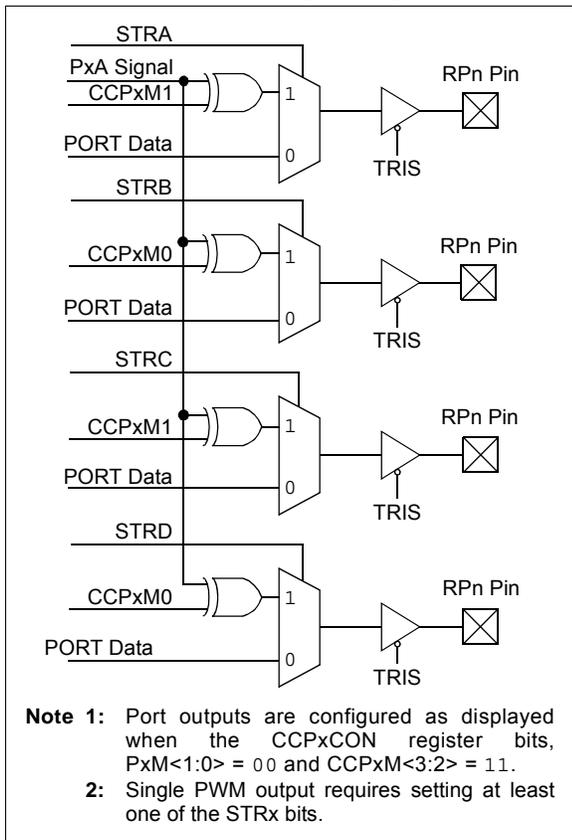 STRA
PxA Signal
RPn Pin
CCPxM1
1
PORT Data
0
TRIS
STRB
RPn Pin
CCPxM0
1
PORT Data
0
TRIS
STRC
RPn Pin
CCPxM1
1
PORT Data
0
TRIS
STRD
RPn Pin
CCPxM0
1
PORT Data
0
TRIS
Note 1: Port outputs are configured as displayed
when the CCPxCON register bits,
PxM<1:0> = 00 and CCPxM<3:2> = 11.
2: Single PWM output requires setting at least
one of the STRx bits.